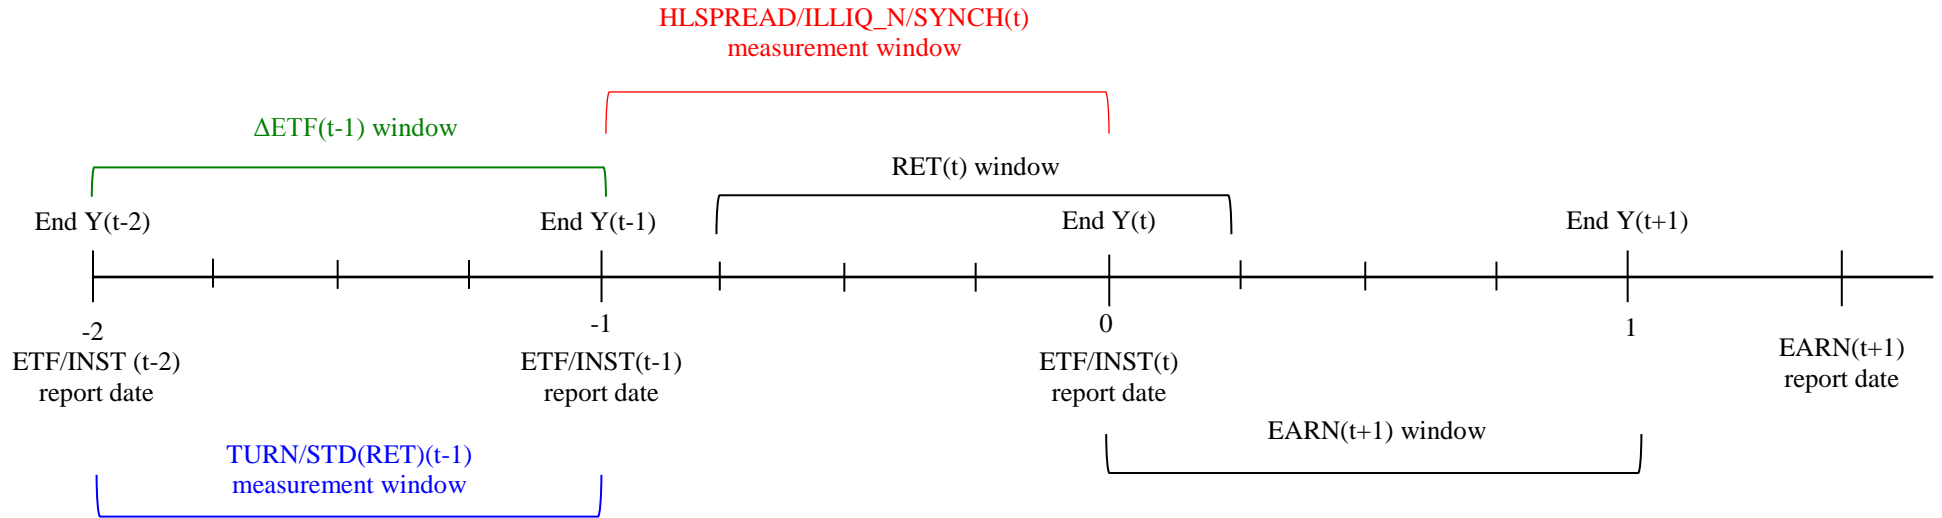 HLSPREAD/ILLIQ_N/SYNCH(t)
measurement window
ΔETF(t-1) window
RET(t) window
End Y(t-2)
End Y(t-1)
End Y(t)
End Y(t+1)
-2
-1
0
1
ETF/INST (t-2)
report date
ETF/INST(t-1)
report date
ETF/INST(t)
report date
EARN(t+1)
report date
EARN(t+1) window
TURN/STD(RET)(t-1)
measurement window